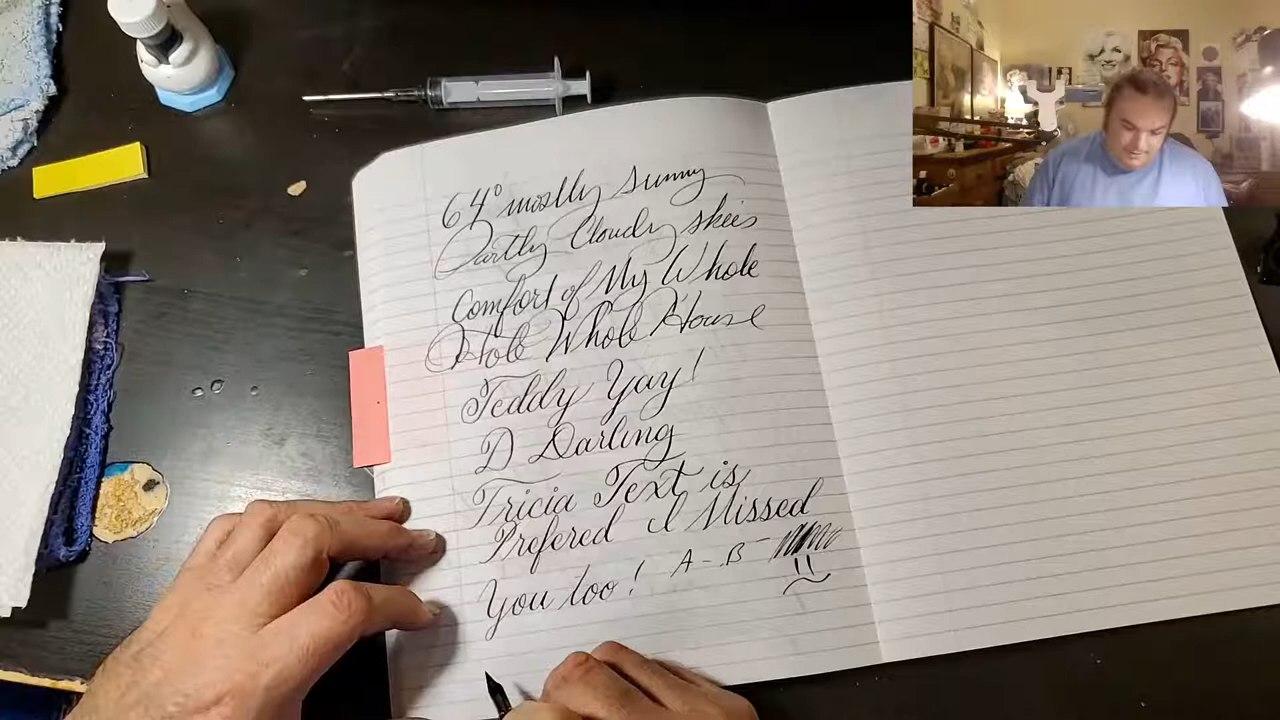 64° mostly sunny
Partly Cloudy skies
Comfort of My Whole
Hole Whole House
Teddy Yay!
D Darling
Tricia Text is
Prefered I Missed
You too! A - B -